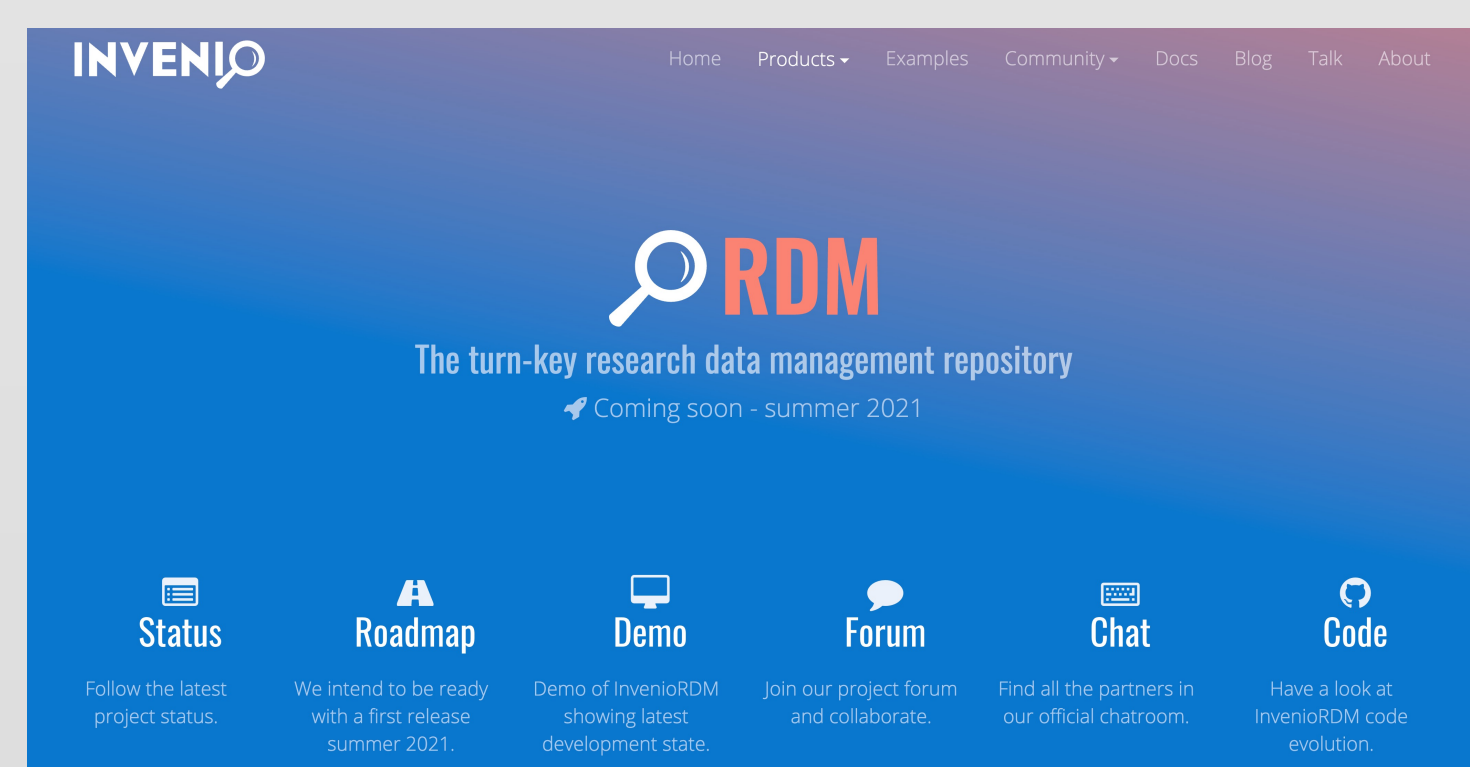 INVENIO
Home Products Examples Community Docs Blog Talk About
RDM
The turn-key research data management repository
Coming soon - summer 2021
Status
Follow the latest
project status.
Roadmap
We intend to be ready
with a first release
summer 2021.
Demo
Demo of InvenioRDM
showing latest
development state.
Forum
Join our project forum
and collaborate.
Chat
Find all the partners in
our official chatroom.
Code
Have a look at
InvenioRDM code
evolution.